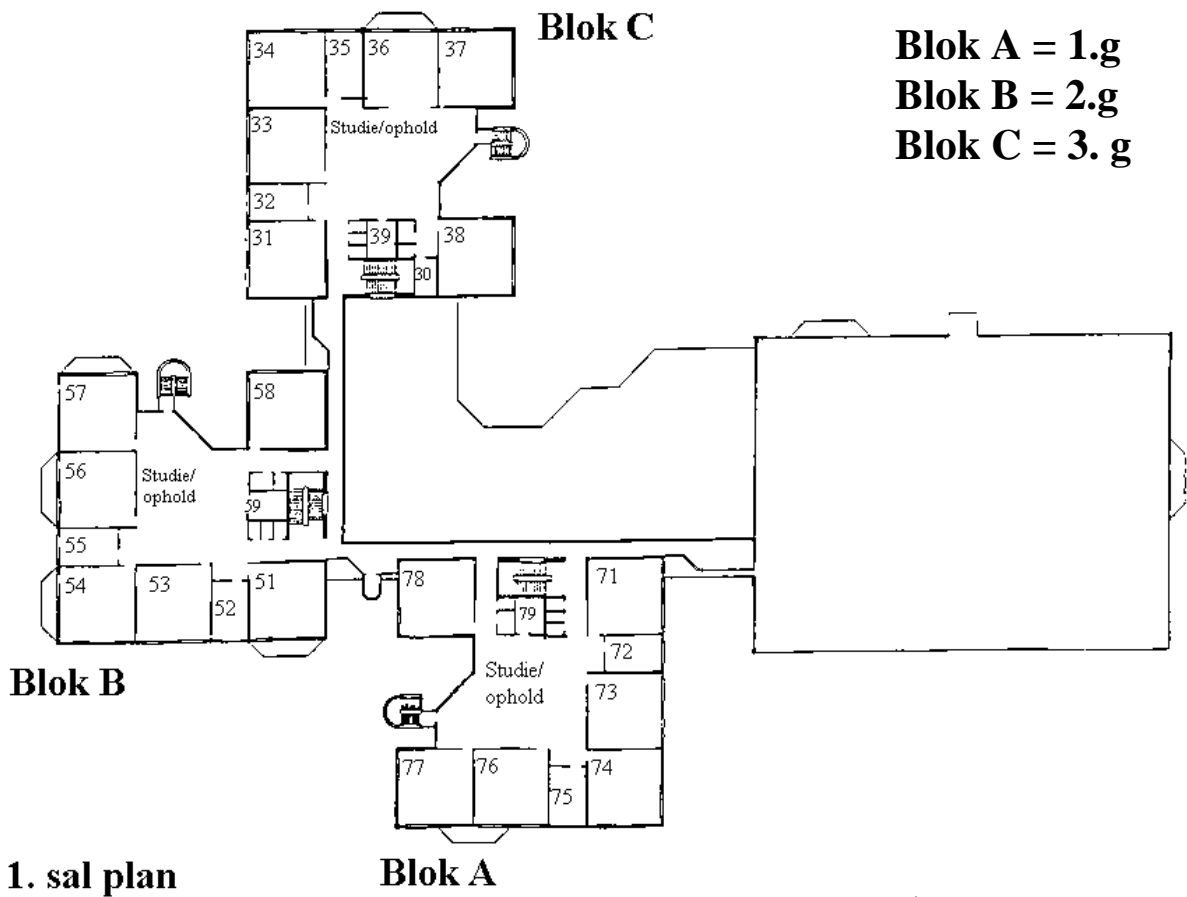 Blok C
Blok A = 1.g
Blok B = 2.g
Blok C = 3. g
34
35
36
37
33
Studie/ophold
32
31
39
38
30
57
58
56
Studie/
ophold
59
55
54
53
52
51
78
71
79
72
Studie/
ophold
73
77
76
75
74
Blok B
Blok A
1. sal plan